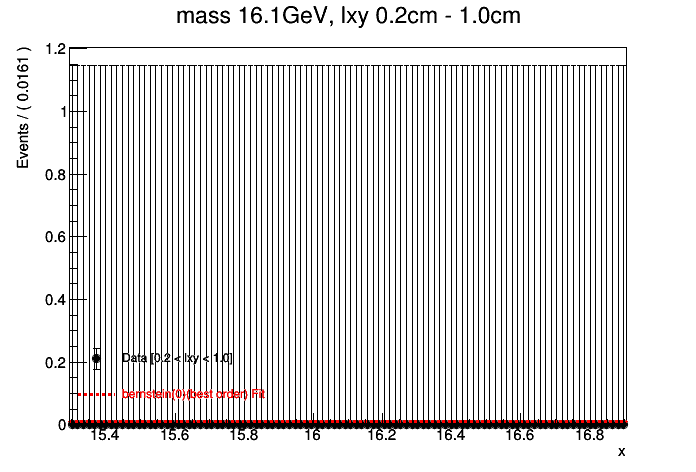 mass 16.1GeV, lxy 0.2cm - 1.0cm
Events / ( 0.0161 )
1.2
1
0.8
0.6
0.4
0.2
0
Data [0.2 < lxy < 1.0]
bernstein[0](best order) Fit
15.4 15.6 15.8 16 16.2 16.4 16.6 16.8
x